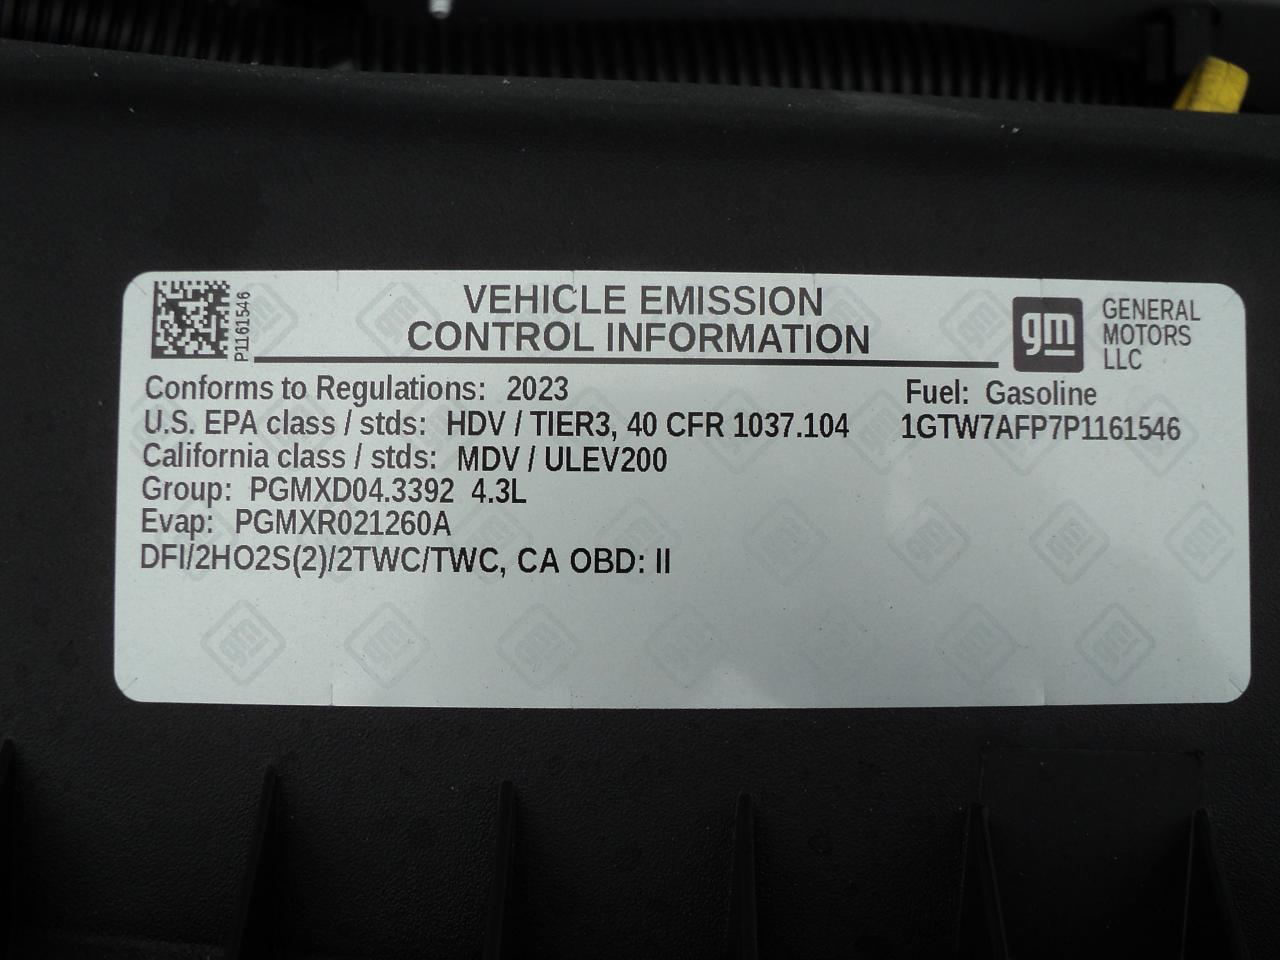 P1161546
VEHICLE EMISSION
CONTROL INFORMATION
gm
GENERAL
MOTORS
LLC
Conforms to Regulations: 2023
Fuel: Gasoline
U.S. EPA class / stds: HDV / TIER3, 40 CFR 1037.104
1GTW7AFP7P1161546
California class / stds: MDV / ULEV200
Group: PGMXD04.3392 4.3L
Evap: PGMXR021260A
DFI/2HO2S(2)/2TWC/TWC, CA OBD: II